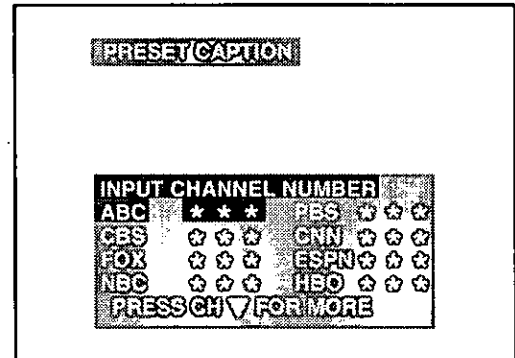 PRESET CAPTION
INPUT CHANNEL NUMBER
ABC * * * PBS * * *
CBS * * * CNN * * *
FOX * * * ESPN * * *
NBC * * * HBO * * *
PRESS CH ▽ FOR MORE